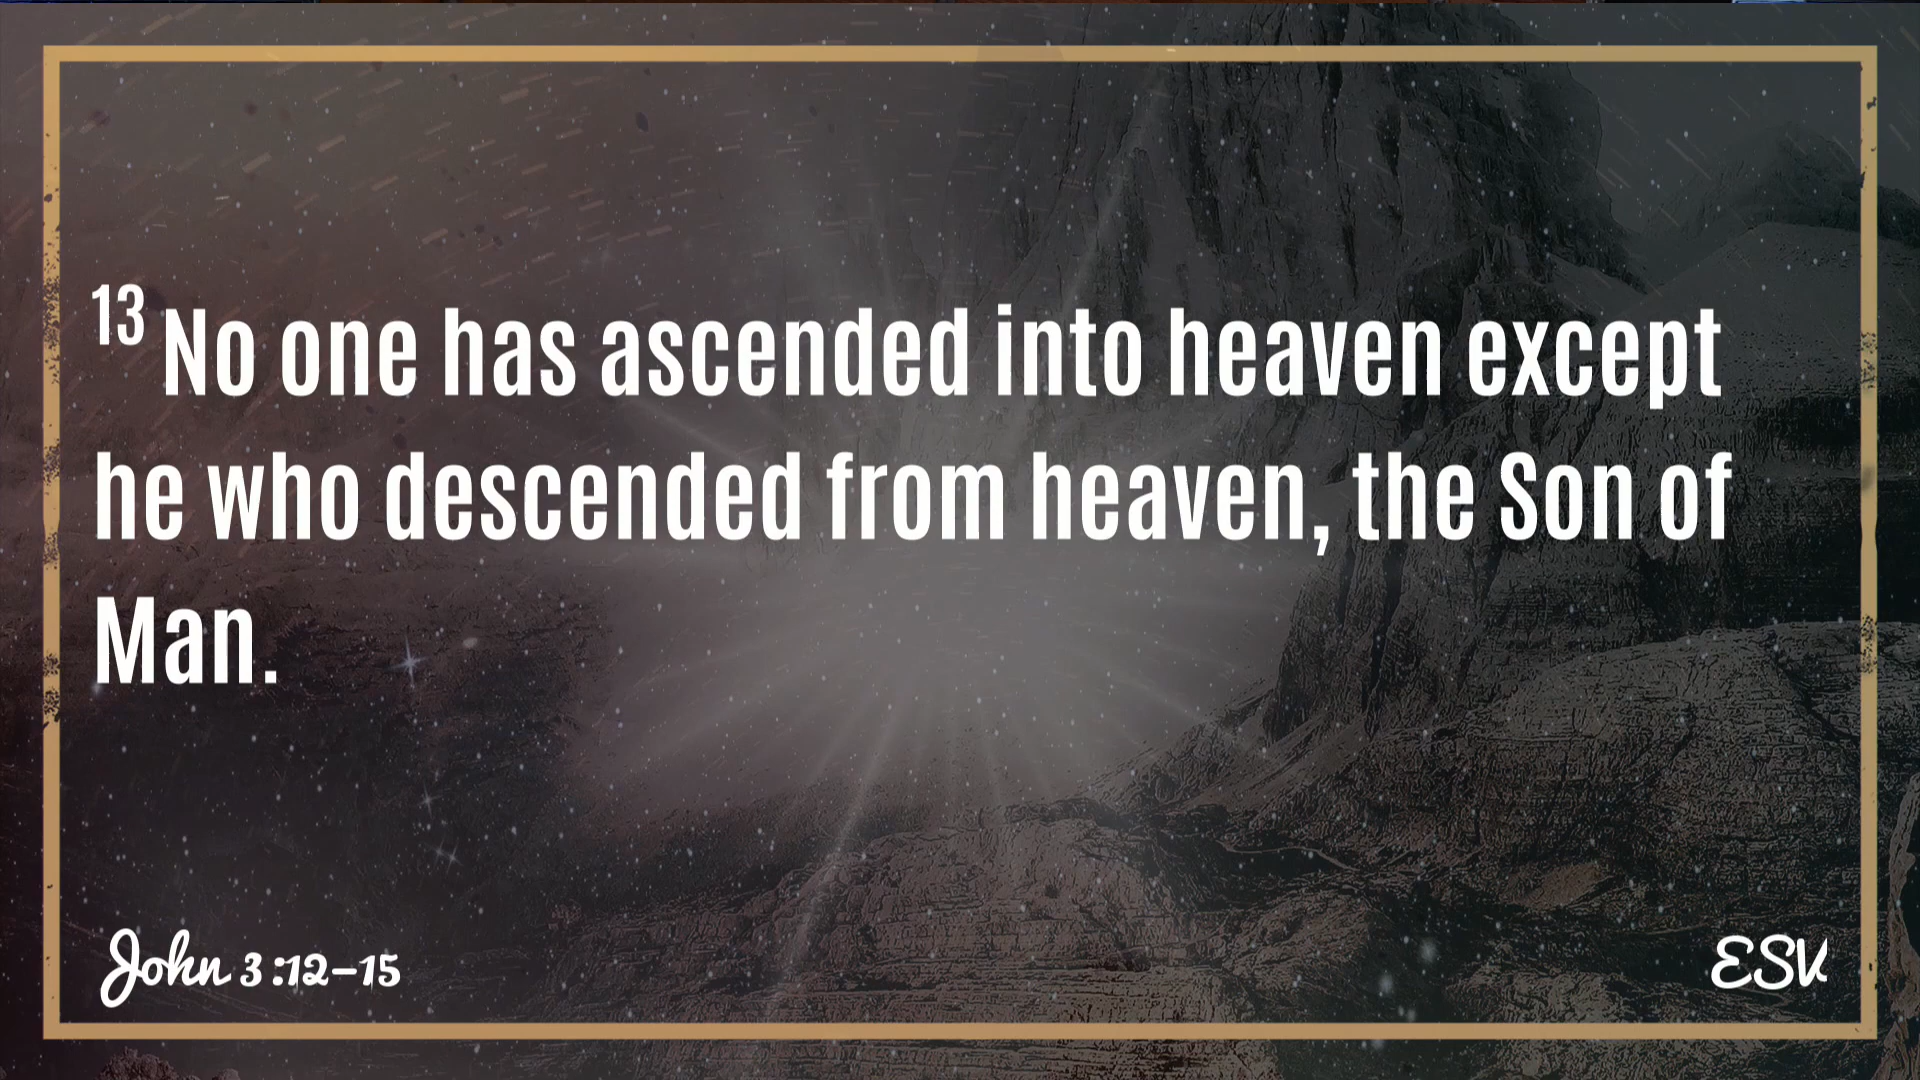 13 No one has ascended into heaven except
he who descended from heaven, the Son of
Man.
John 3:12–15
ESV